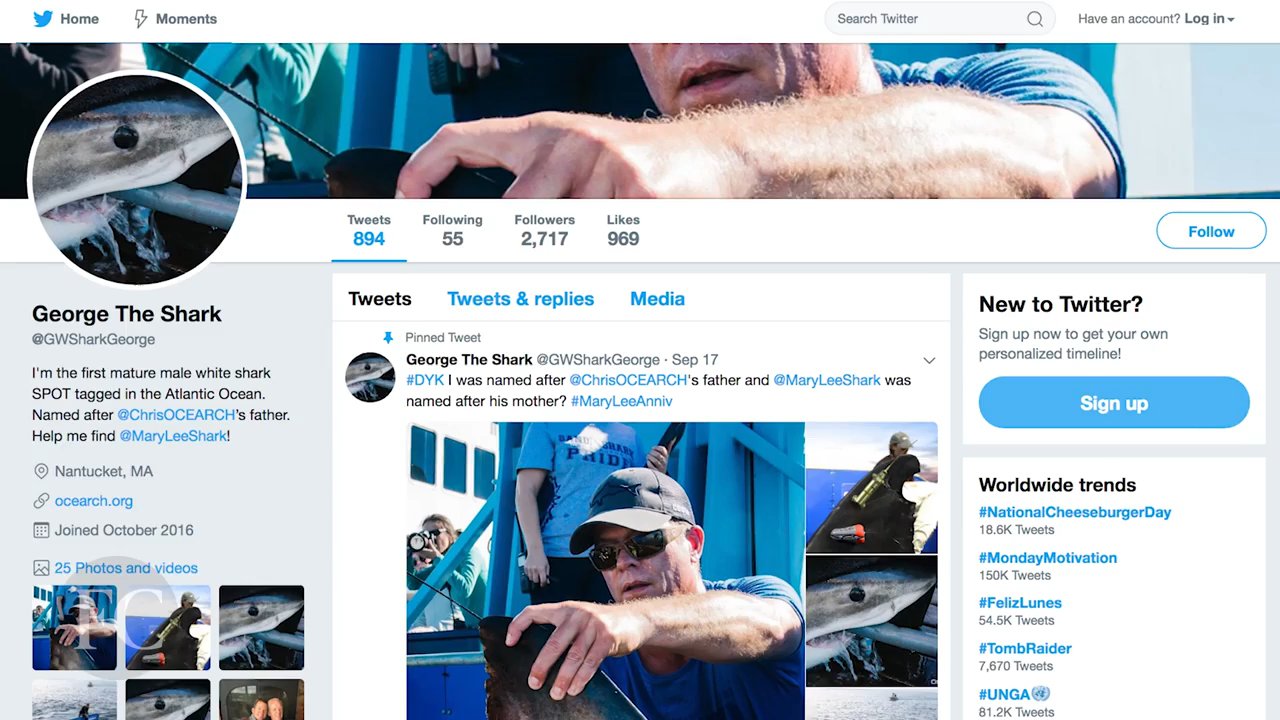 Home
Moments
Search Twitter
Have an account? Log in
Tweets
894
Following
55
Followers
2,717
Likes
969
Follow
George The Shark
@GWSharkGeorge
I'm the first mature male white shark
SPOT tagged in the Atlantic Ocean.
Named after @ChrisOCEARCH's father.
Help me find @MaryLeeShark!
Nantucket, MA
ocearch.org
Joined October 2016
25 Photos and videos
TC
Tweets
Tweets & replies
Media
Pinned Tweet
George The Shark @GWSharkGeorge · Sep 17
#DYK I was named after @ChrisOCEARCH's father and @MaryLeeShark was
named after his mother? #MaryLeeAnniv
PRIDE
New to Twitter?
Sign up now to get your own
personalized timeline!
Sign up
Worldwide trends
#NationalCheeseburgerDay
18.6K Tweets
#MondayMotivation
150K Tweets
#FelizLunes
54.5K Tweets
#TombRaider
7,670 Tweets
#UNGA
81.2K Tweets